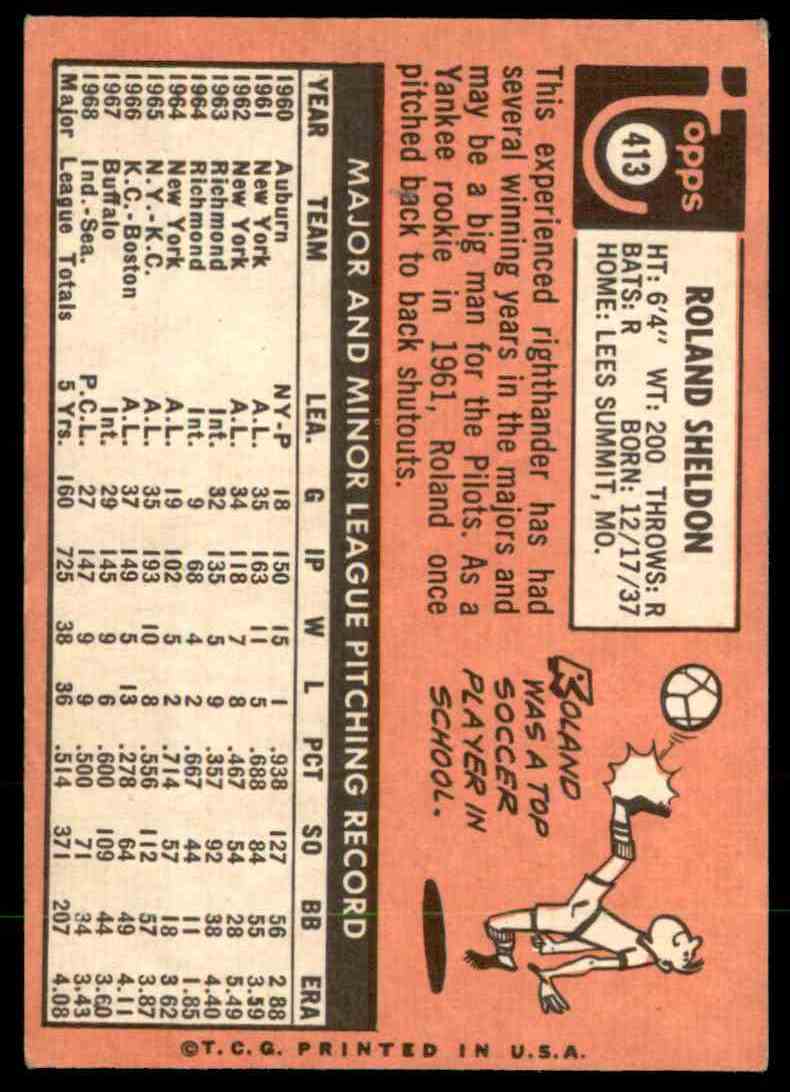 Topps
413
ROLAND SHELDON
HT: 6'4" WT: 200 THROWS: R
BATS: R BORN: 12/17/37
HOME: LEES SUMMIT, MO.
This experienced righthander has had
several winning years in the majors and
may be a big man for the Pilots. As a
Yankee rookie in 1961, Roland once
pitched back to back shutouts.
ROLAND
WAS A TOP
SOCCER
PLAYER IN
SCHOOL.
MAJOR AND MINOR LEAGUE PITCHING RECORD
YEAR TEAM LEA. G IP W L PCT SO BB ERA
1960 Auburn NY-P 18 150 15 1 .938 127 56 2.88
1961 New York A.L. 35 163 11 5 .688 84 55 3.59
1962 New York A.L. 34 118 7 8 .467 54 28 5.49
1963 Richmond Int. 32 135 5 9 .357 92 38 4.40
1964 Richmond Int. 9 68 4 2 .667 44 11 1.85
1964 New York A.L. 19 102 5 2 .714 57 18 3.62
1965 N.Y.-K.C. A.L. 35 193 10 8 .556 112 57 3.87
1966 K.C.-Boston A.L. 37 149 5 13 .278 64 49 4.11
1967 Buffalo Int. 29 145 9 6 .600 109 44 3.60
1968 Ind.-Sea. P.C.L. 27 147 9 9 .500 71 34 3.43
Major League Totals 5 Yrs. 160 725 38 36 .514 371 207 4.08
©T.C.G. PRINTED IN U.S.A.